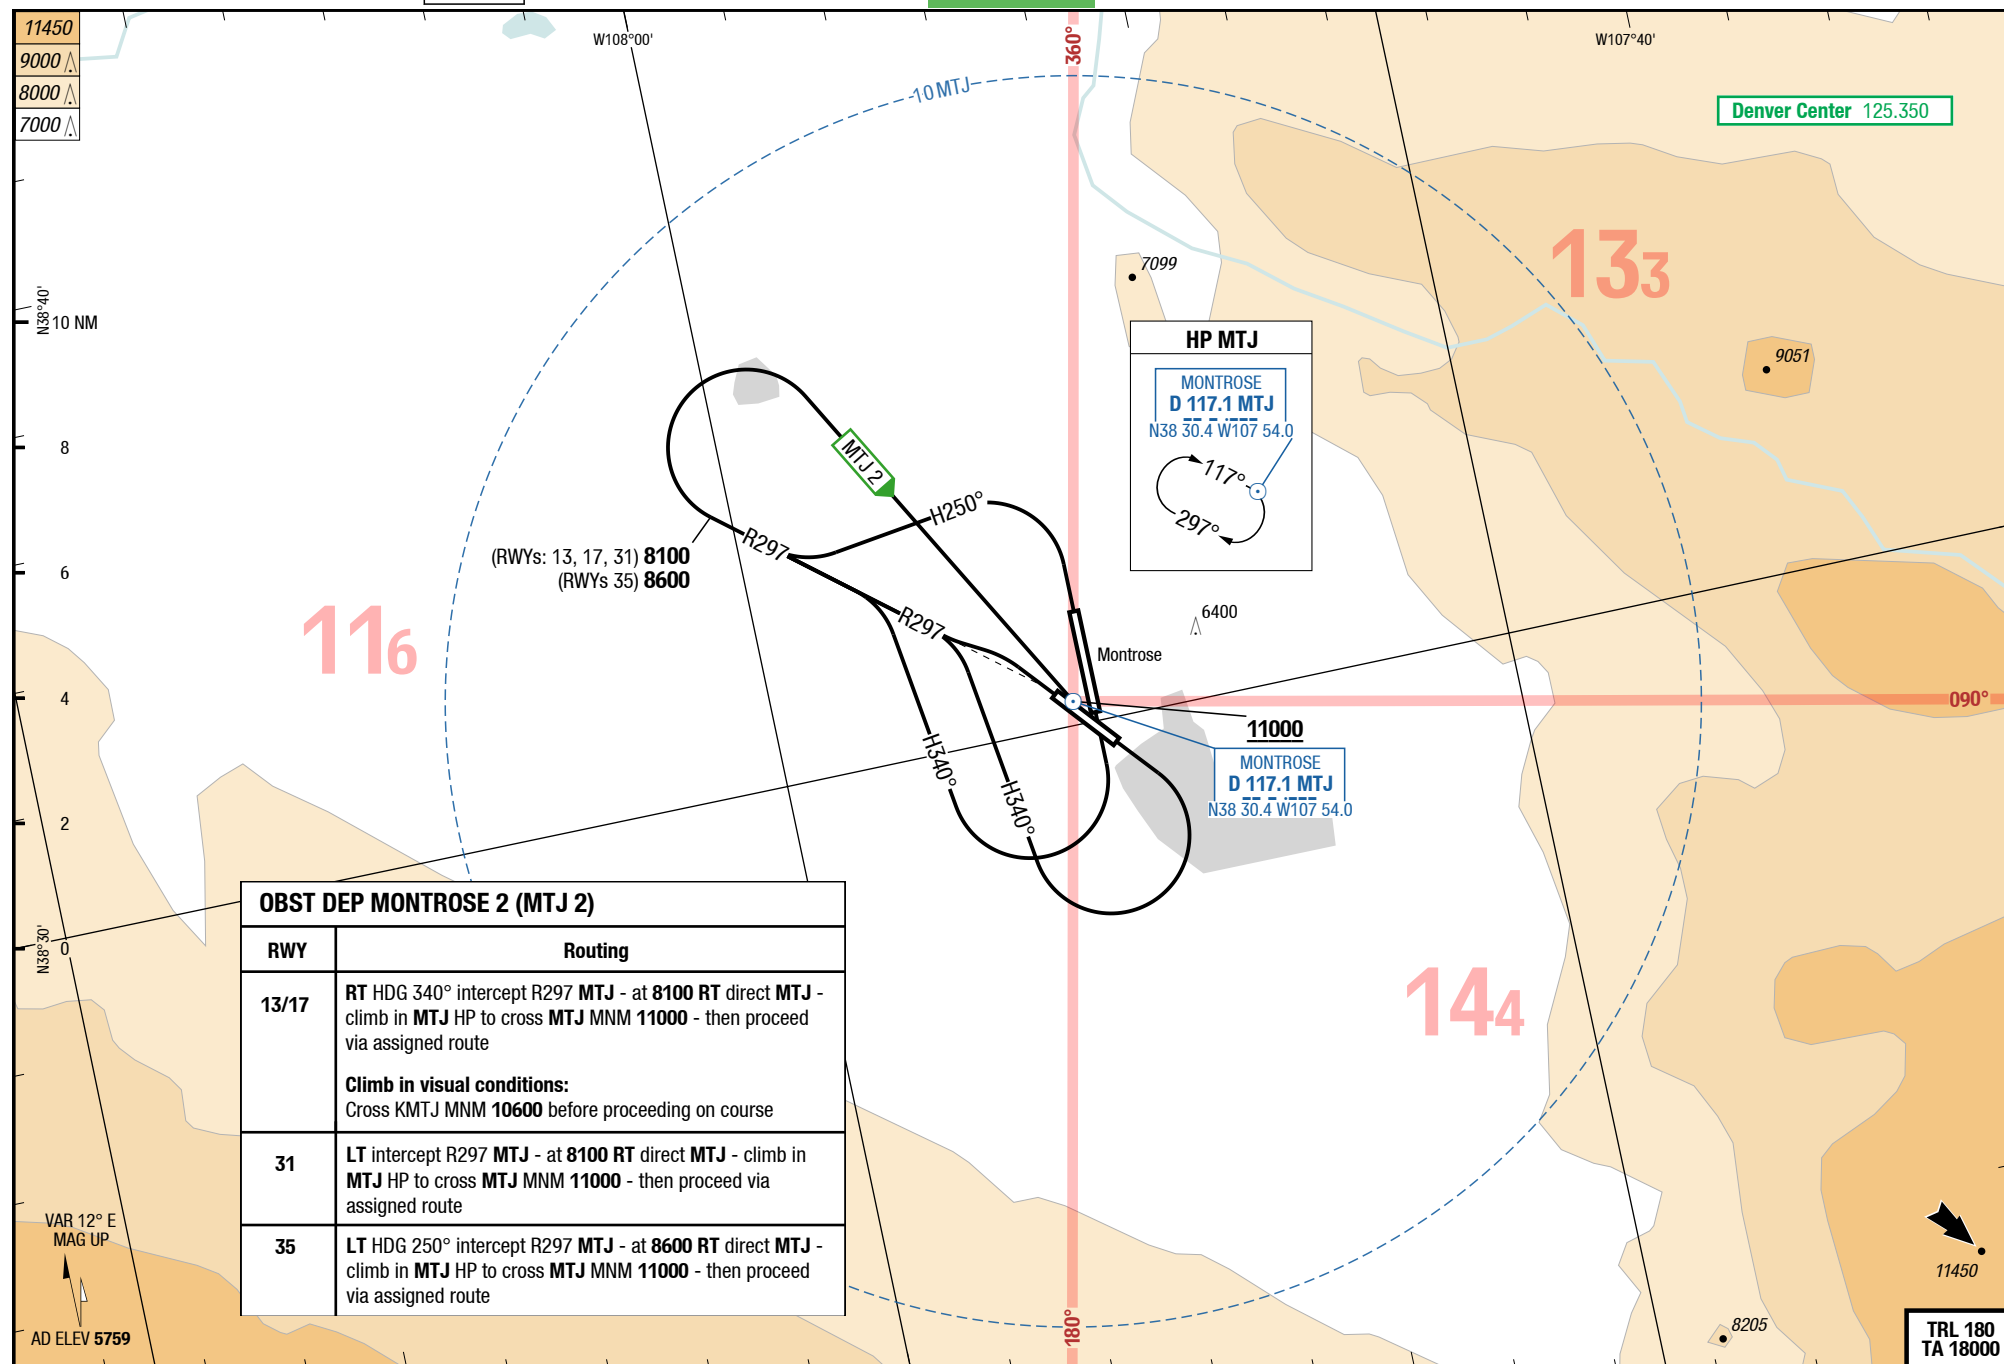 11450
9000
8000
7000
W108°00'
360°
W107°40'
10 MTJ
Denver Center 125.350
13 3
7099
9051
N38°40'
10 NM
8
6
4
2
0
N38°30'
HP MTJ
MONTROSE
D 117.1 MTJ
N38 30.4 W107 54.0
117°
297°
MTJ 2
H250°
R297
(RWYs: 13, 17, 31) 8100
(RWYs 35) 8600
11 6
R297
6400
Montrose
090°
11000
MONTROSE
D 117.1 MTJ
N38 30.4 W107 54.0
H340°
H340°
14 4
OBST DEP MONTROSE 2 (MTJ 2)
RWY Routing
13/17 RT HDG 340° intercept R297 MTJ - at 8100 RT direct MTJ -
climb in MTJ HP to cross MTJ MNM 11000 - then proceed
via assigned route
Climb in visual conditions:
Cross KMTJ MNM 10600 before proceeding on course
31 LT intercept R297 MTJ - at 8100 RT direct MTJ - climb in
MTJ HP to cross MTJ MNM 11000 - then proceed via
assigned route
35 LT HDG 250° intercept R297 MTJ - at 8600 RT direct MTJ -
climb in MTJ HP to cross MTJ MNM 11000 - then proceed
via assigned route
VAR 12° E
MAG UP
AD ELEV 5759
180°
11450
8205
TRL 180
TA 18000